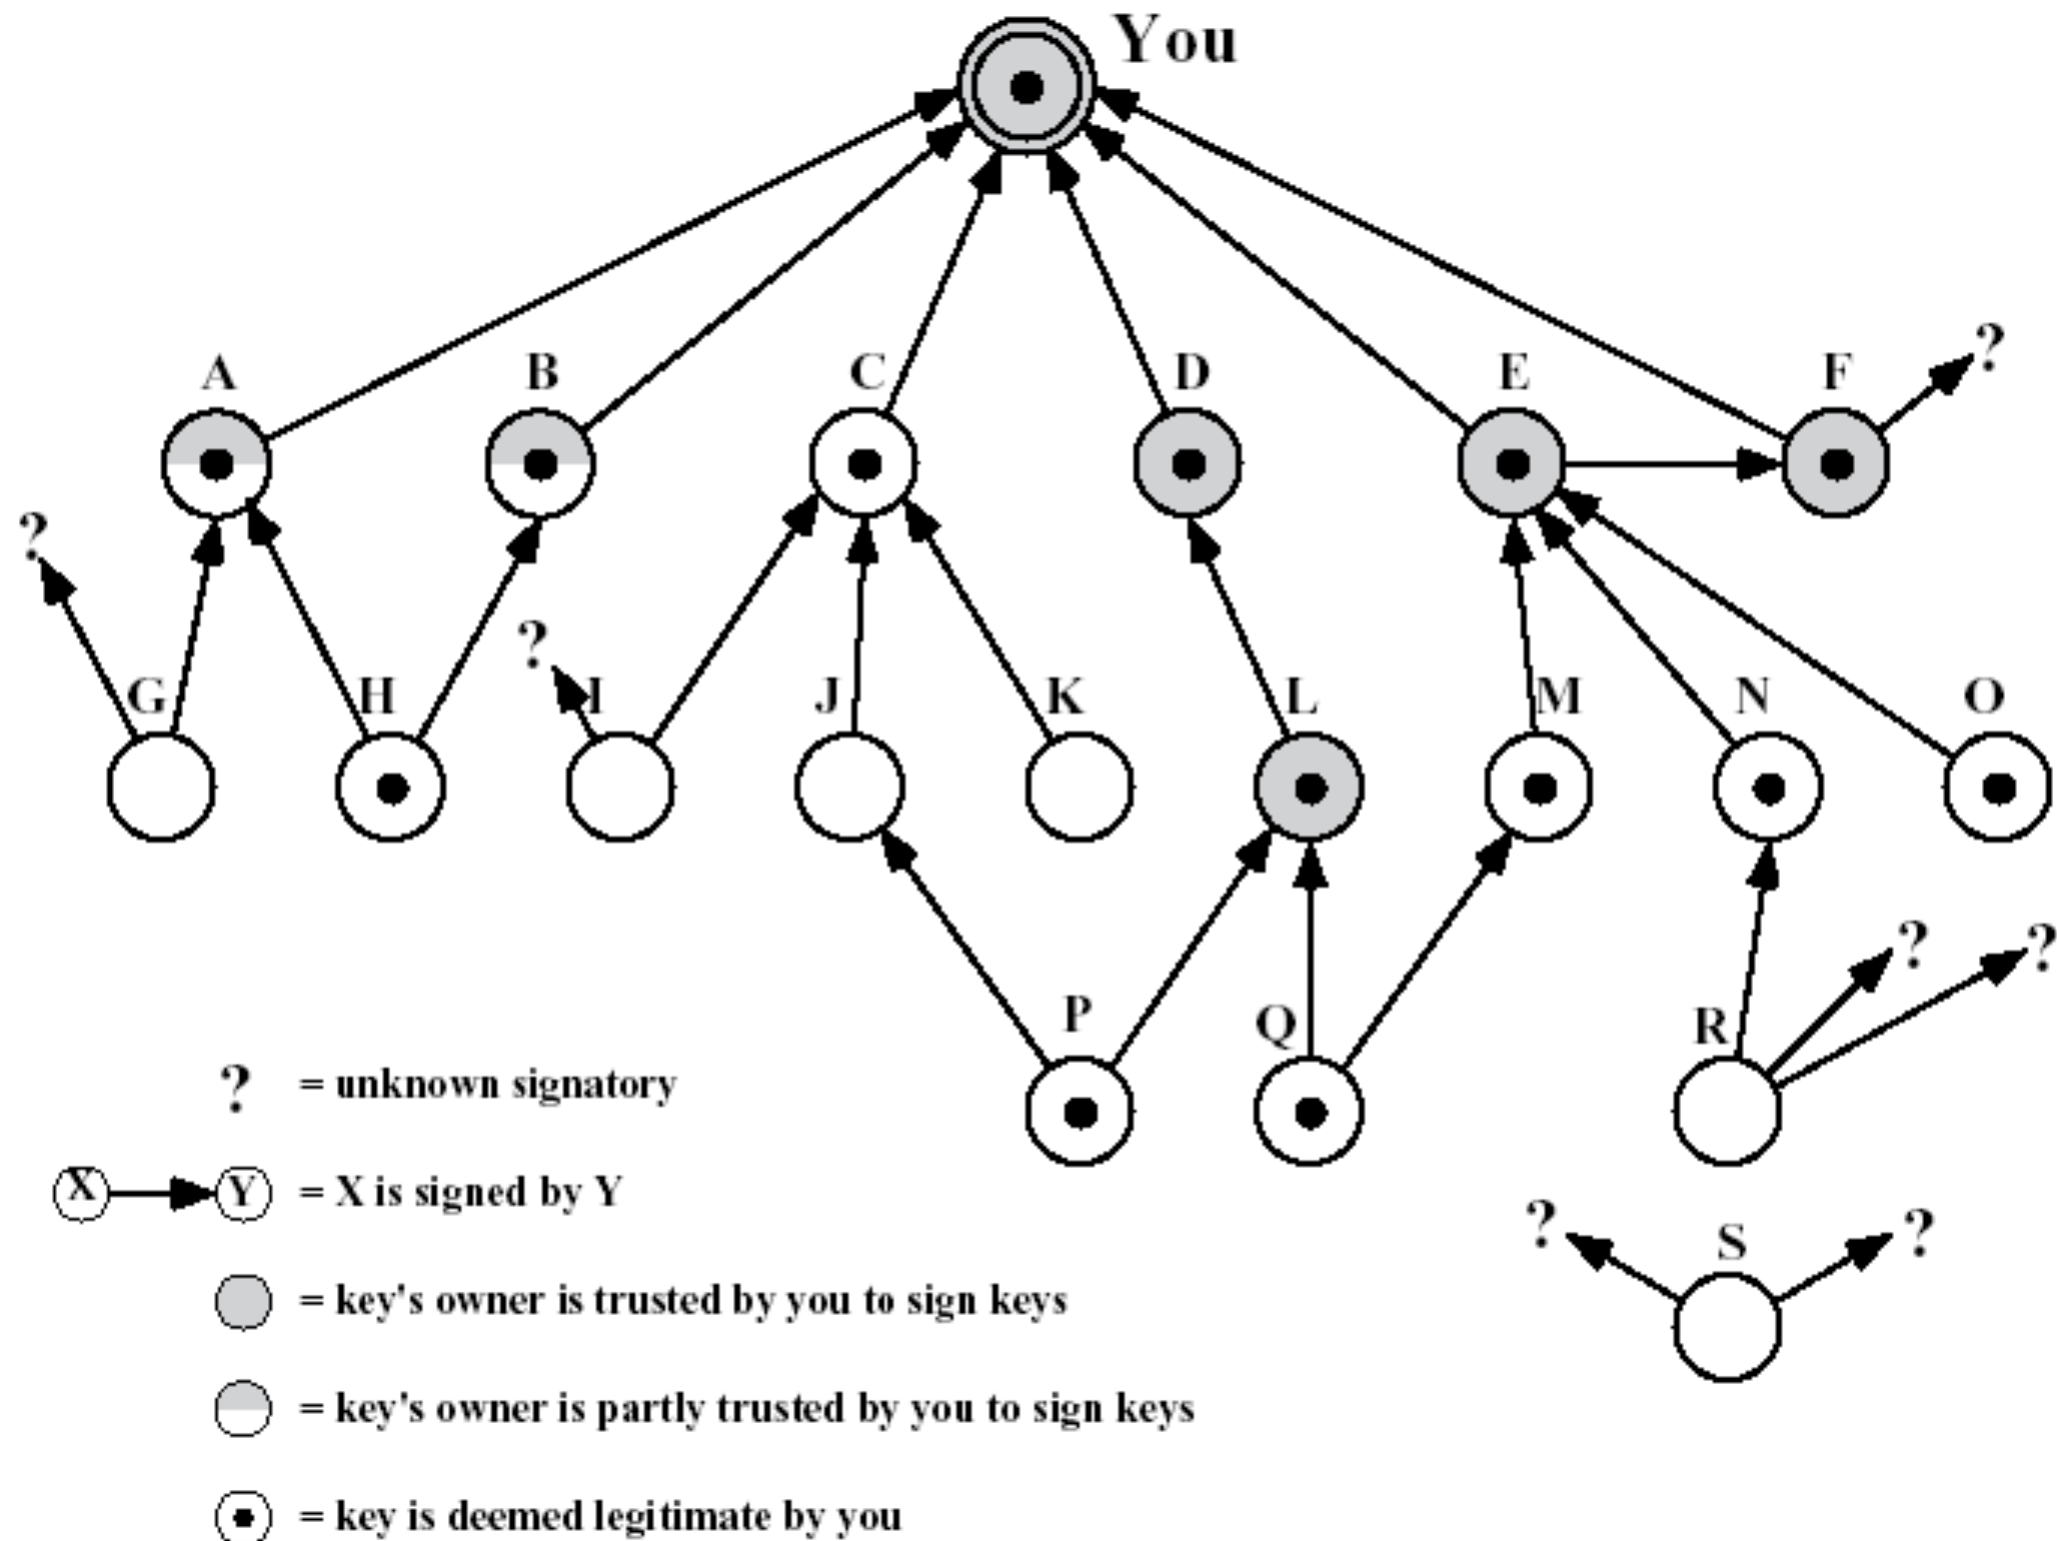 You
A B C D E F ?
?
?
G H I J K L M N O
? ?
P Q R
? = unknown signatory
X Y = X is signed by Y
? S ?
= key's owner is trusted by you to sign keys
= key's owner is partly trusted by you to sign keys
= key is deemed legitimate by you